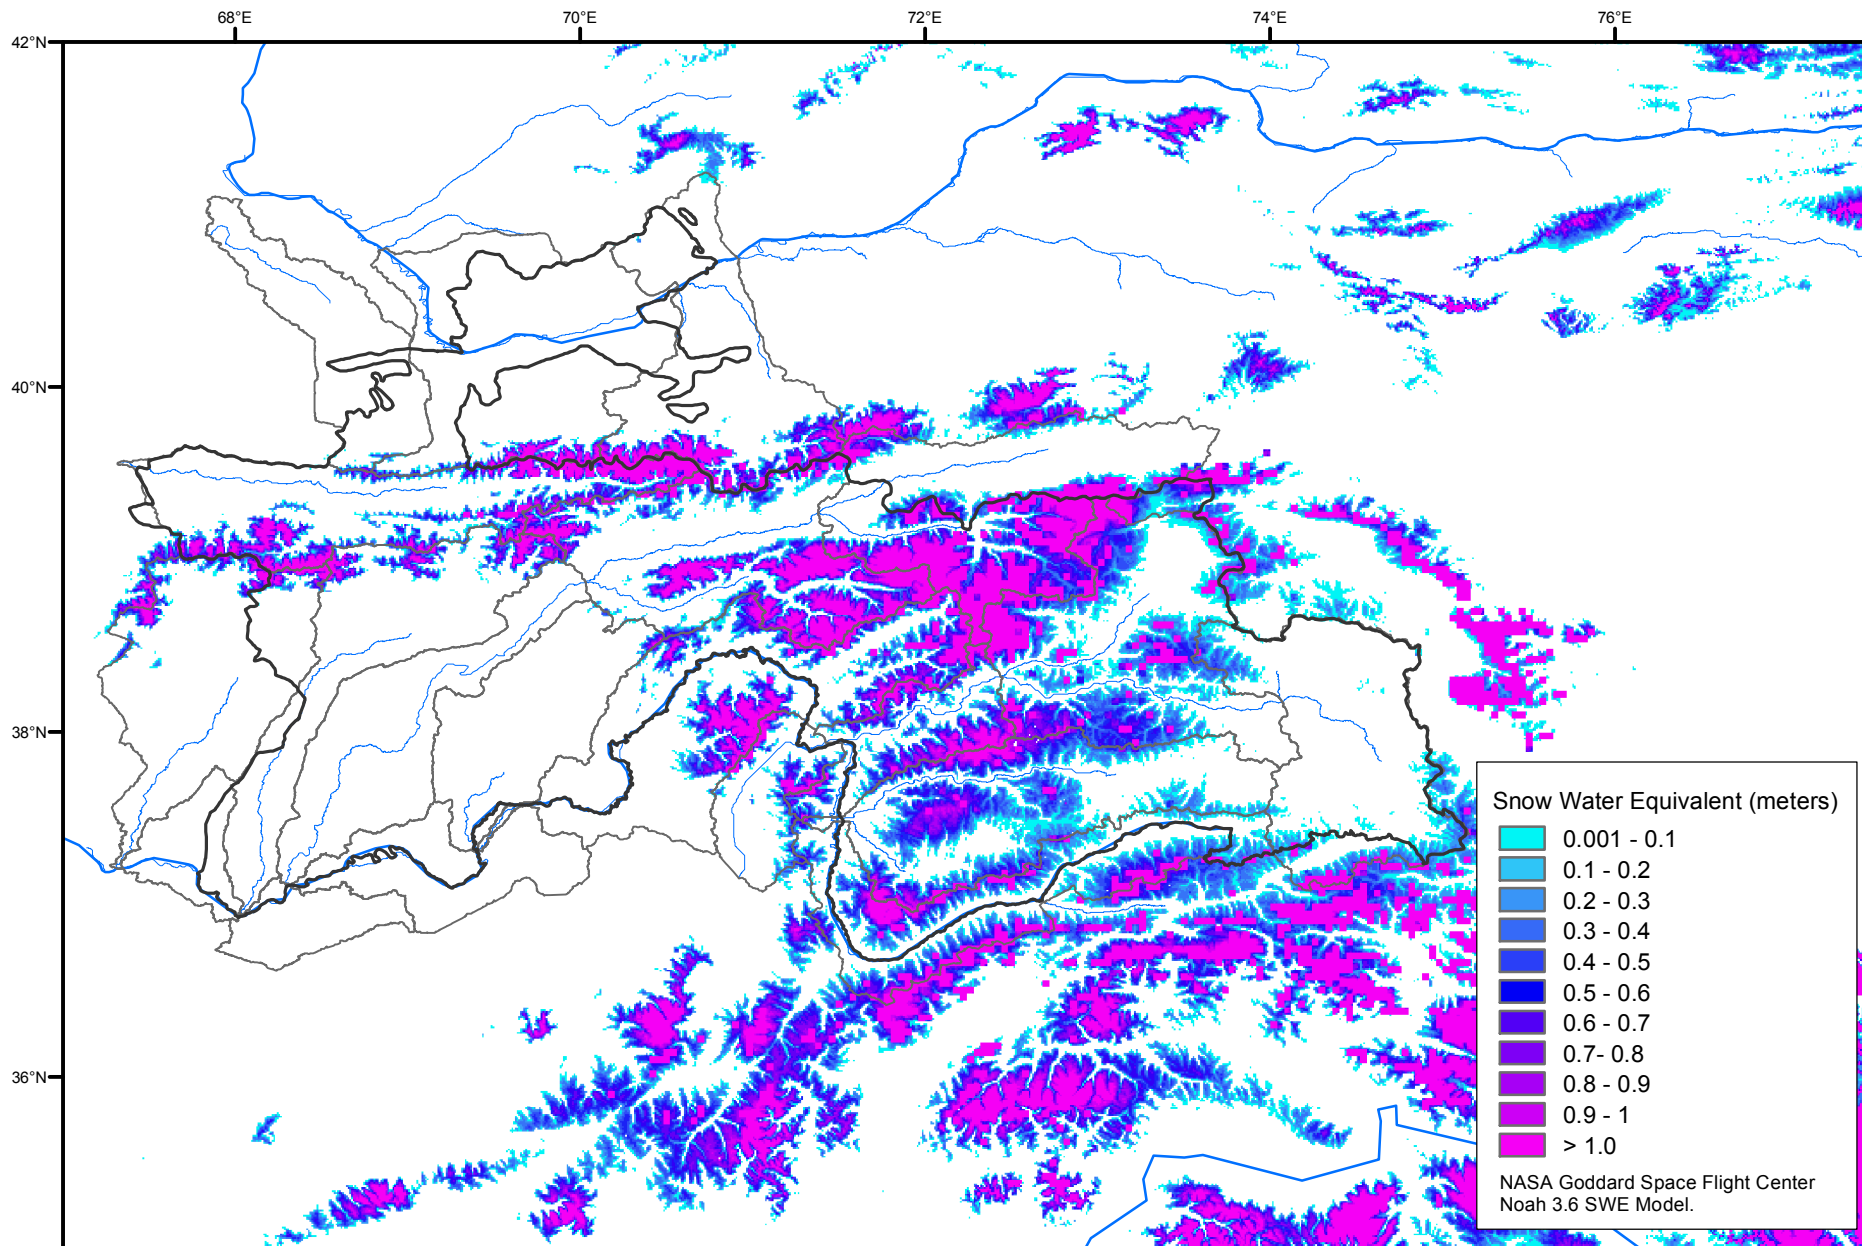 68°E 70°E 72°E 74°E 76°E
42°N
40°N
38°N
36°N
Snow Water Equivalent (meters)
0.001 - 0.1
0.1 - 0.2
0.2 - 0.3
0.3 - 0.4
0.4 - 0.5
0.5 - 0.6
0.6 - 0.7
0.7- 0.8
0.8 - 0.9
0.9 - 1
> 1.0
NASA Goddard Space Flight Center
Noah 3.6 SWE Model.